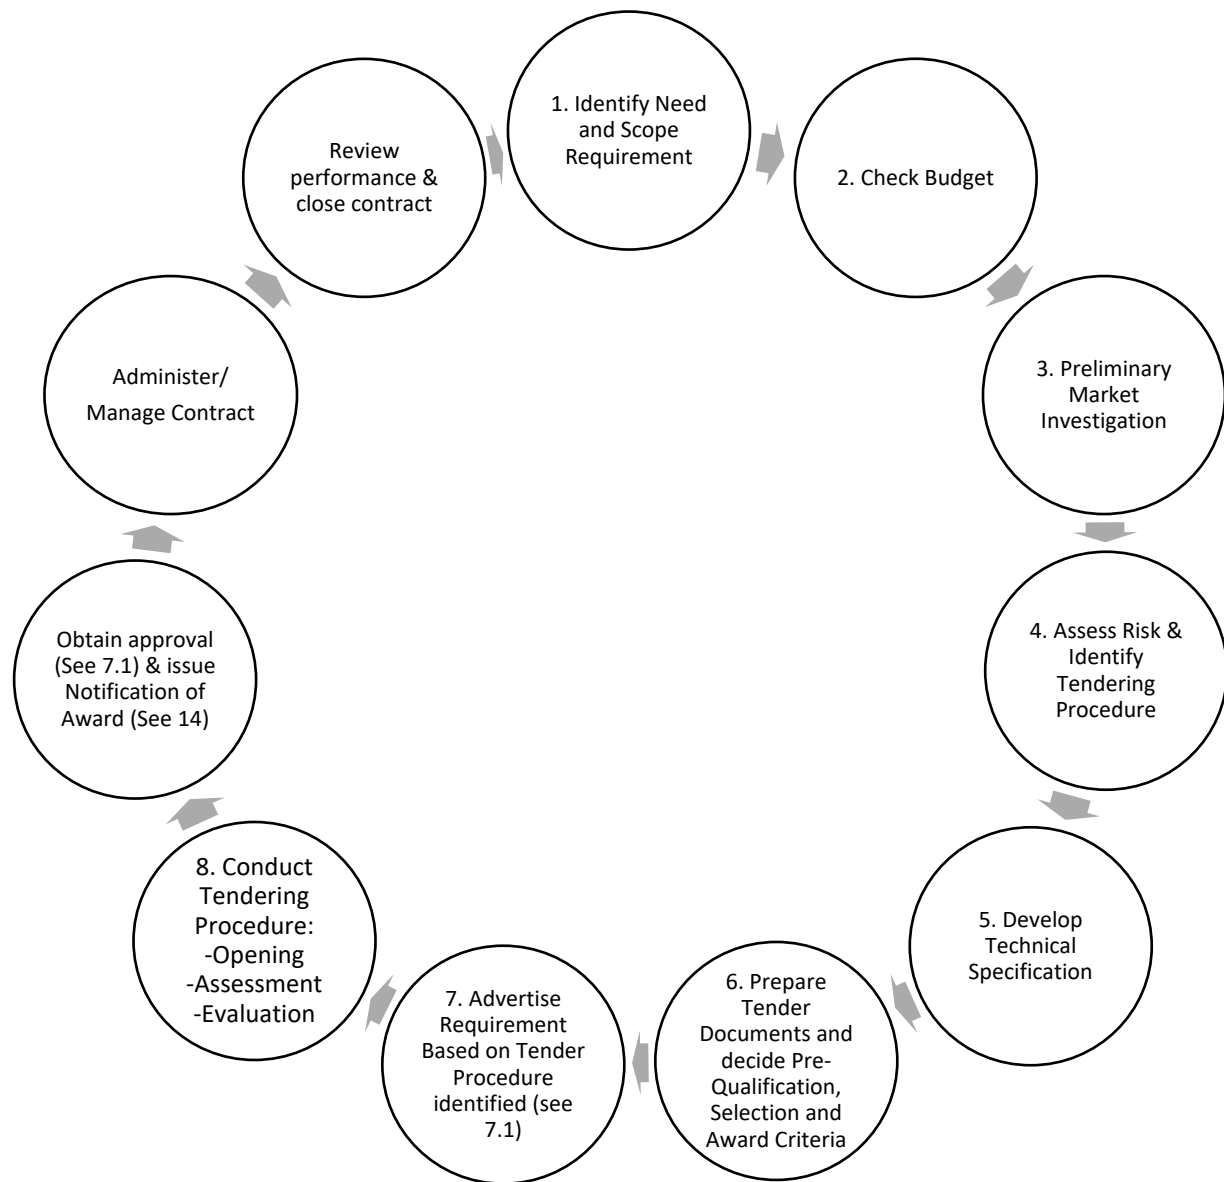 1. Identify Need
and Scope
Requirement
2. Check Budget
3. Preliminary
Market
Investigation
4. Assess Risk &
Identify
Tendering
Procedure
5. Develop
Technical
Specification
6. Prepare
Tender
Documents and
decide Pre-
Qualification,
Selection and
Award Criteria
7. Advertise
Requirement
Based on Tender
Procedure
identified (see
7.1)
8. Conduct
Tendering
Procedure:
-Opening
-Assessment
-Evaluation
Obtain approval
(See 7.1) & issue
Notification of
Award (See 14)
Administer/
Manage Contract
Review
performance &
close contract